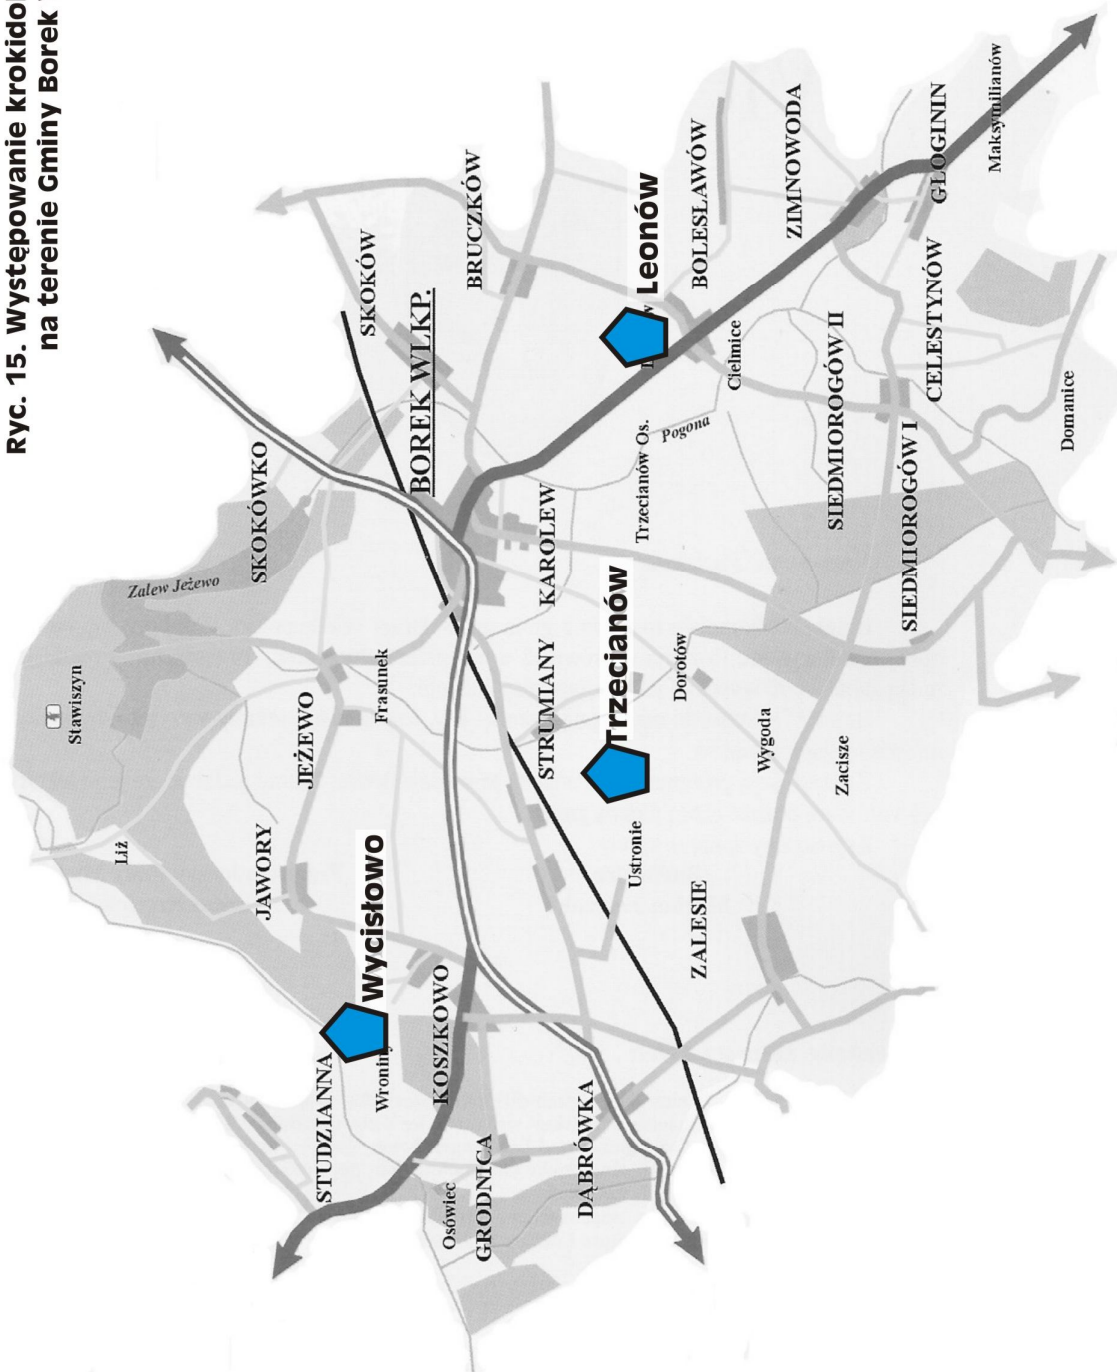 Ryc. 15. Występowanie
na terenie Gminy Borek
Stawiszyn
Liż
Zalew Jeżewo
SKOKÓWKO
SKOKÓW
JEŻEWO
JAWORY
Frasunek
Wycisłowo
STUDZIANNA
KOSZKOWO
Osówiec
GRODNICA
DĄBRÓWKA
BOREK WLKP.
BRUCZKÓW
KAROLEW
STRUMIANY
Trzecianów
Trzecianów Os.
Pogona
Leonów
BOLESŁAWÓW
Cielmice
ZIMNOWODA
Dorotów
Ustronie
ZALESIE
Wygoda
Zacisze
SIEDMIOROGÓW II
SIEDMIOROGÓW I
CELESTYNÓW
GŁOGININ
Maksymilianów
Domanice